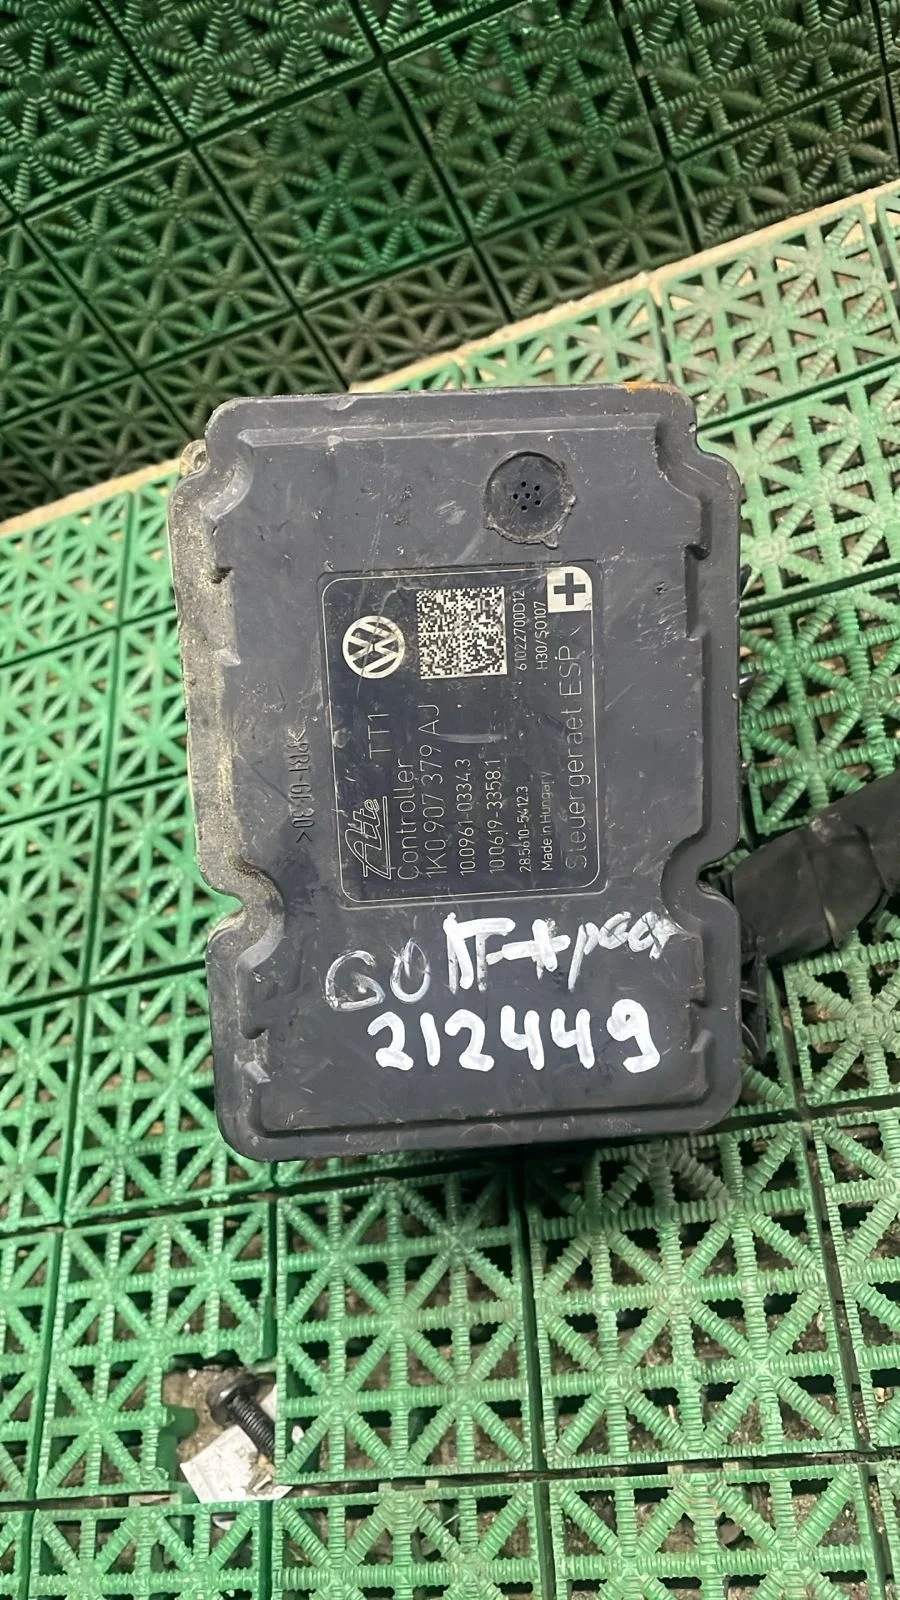 Ate TT1
Controller
1K0 907 379 AJ
10.0961-0334.3
10.0619-3358.1
28.5610-5412.3
Made in Hungary
Steuergeraet ESP
61022700D12
H30/S0107
212449